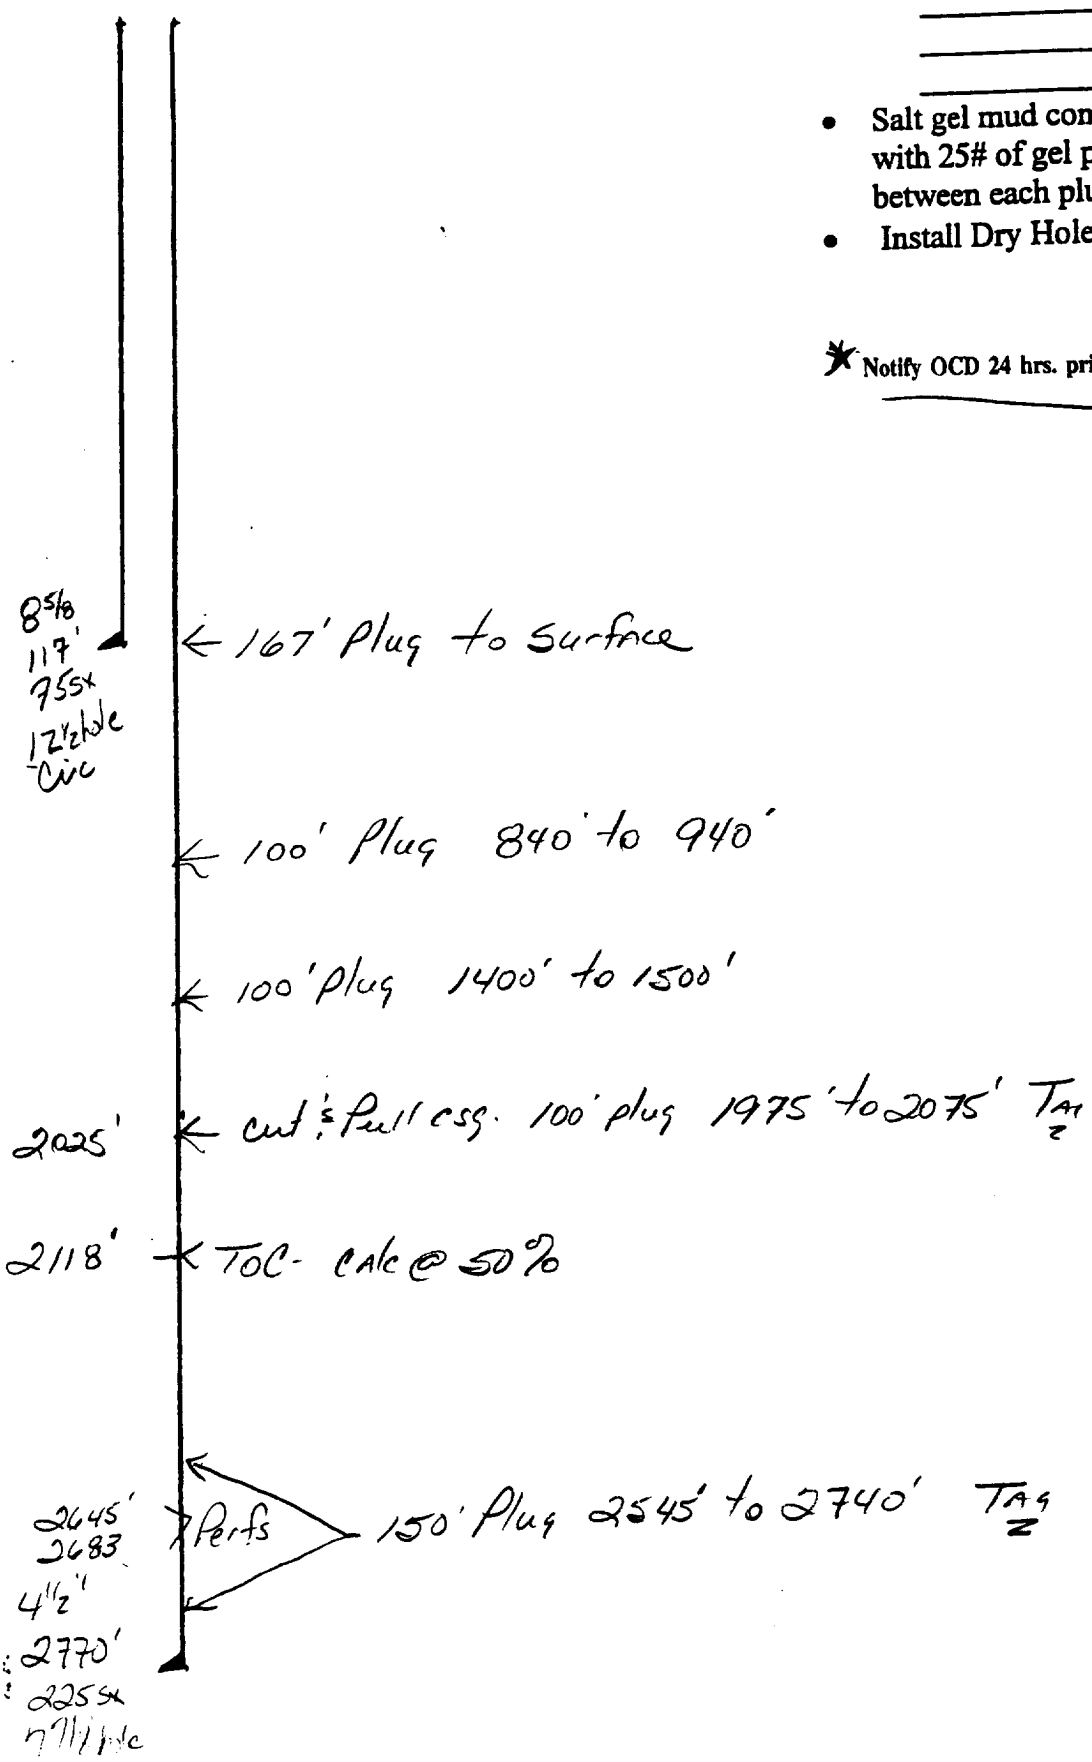 • Salt gel mud con
with 25# of gel p
between each plu
• Install Dry Hole
* Notify OCD 24 hrs. pri
8 5/8
117'
75sx
12 1/2 hole
Circ
← 167' Plug to Surface
← 100' Plug 840' to 940'
← 100' Plug 1400' to 1500'
2025' ← cut & Pull csg. 100' plug 1975' to 2075' TAG
2118' TOC - CAlc @ 50%
2645' Perfs
2683
150' Plug 2545' to 2740' TAG
4 1/2"
2770'
225sx
hole